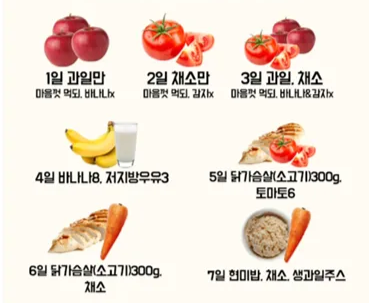 1일 과일만
마음껏 먹되, 바나나x
2일 채소만
마음껏 먹되, 감자x
3일 과일, 채소
마음껏 먹되, 바나나&감자x
4일 바나나8, 저지방우유3
5일 닭가슴살(소고기)300g,
토마토6
6일 닭가슴살(소고기)300g,
채소
7일 현미밥, 채소, 생과일주스